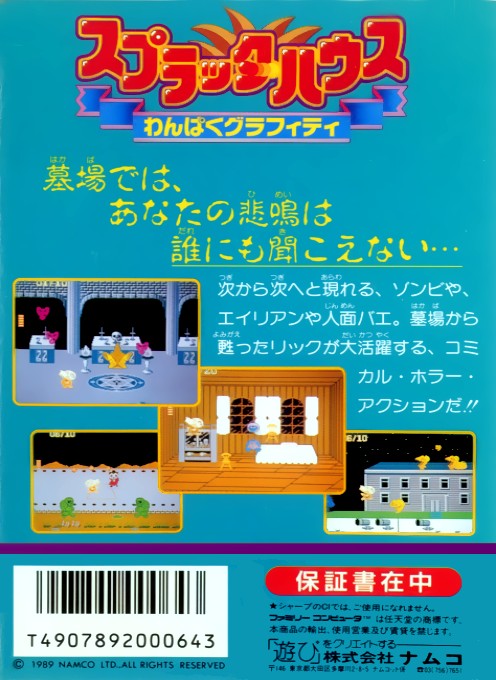 スプラッターハウス
わんぱくグラフィティ
墓場では、
あなたの悲鳴は
誰にも聞こえない…
次から次へと現れる、ゾンビや、
エイリアンや人面バエ。墓場から
甦ったリックが大活躍する、コミ
カル・ホラー・
アクションだ!!
保証書在中
★シャープのC1では、ご使用になれません。
ファミリーコンピュータ™は任天堂の商標です。
本商品の輸出、使用営業及び賃貸を禁じます。
「遊び」をクリエイトする
株式会社 ナムコ
T4907892000643
© 1989 NAMCO LTD.,ALL RIGHTS RESERVED